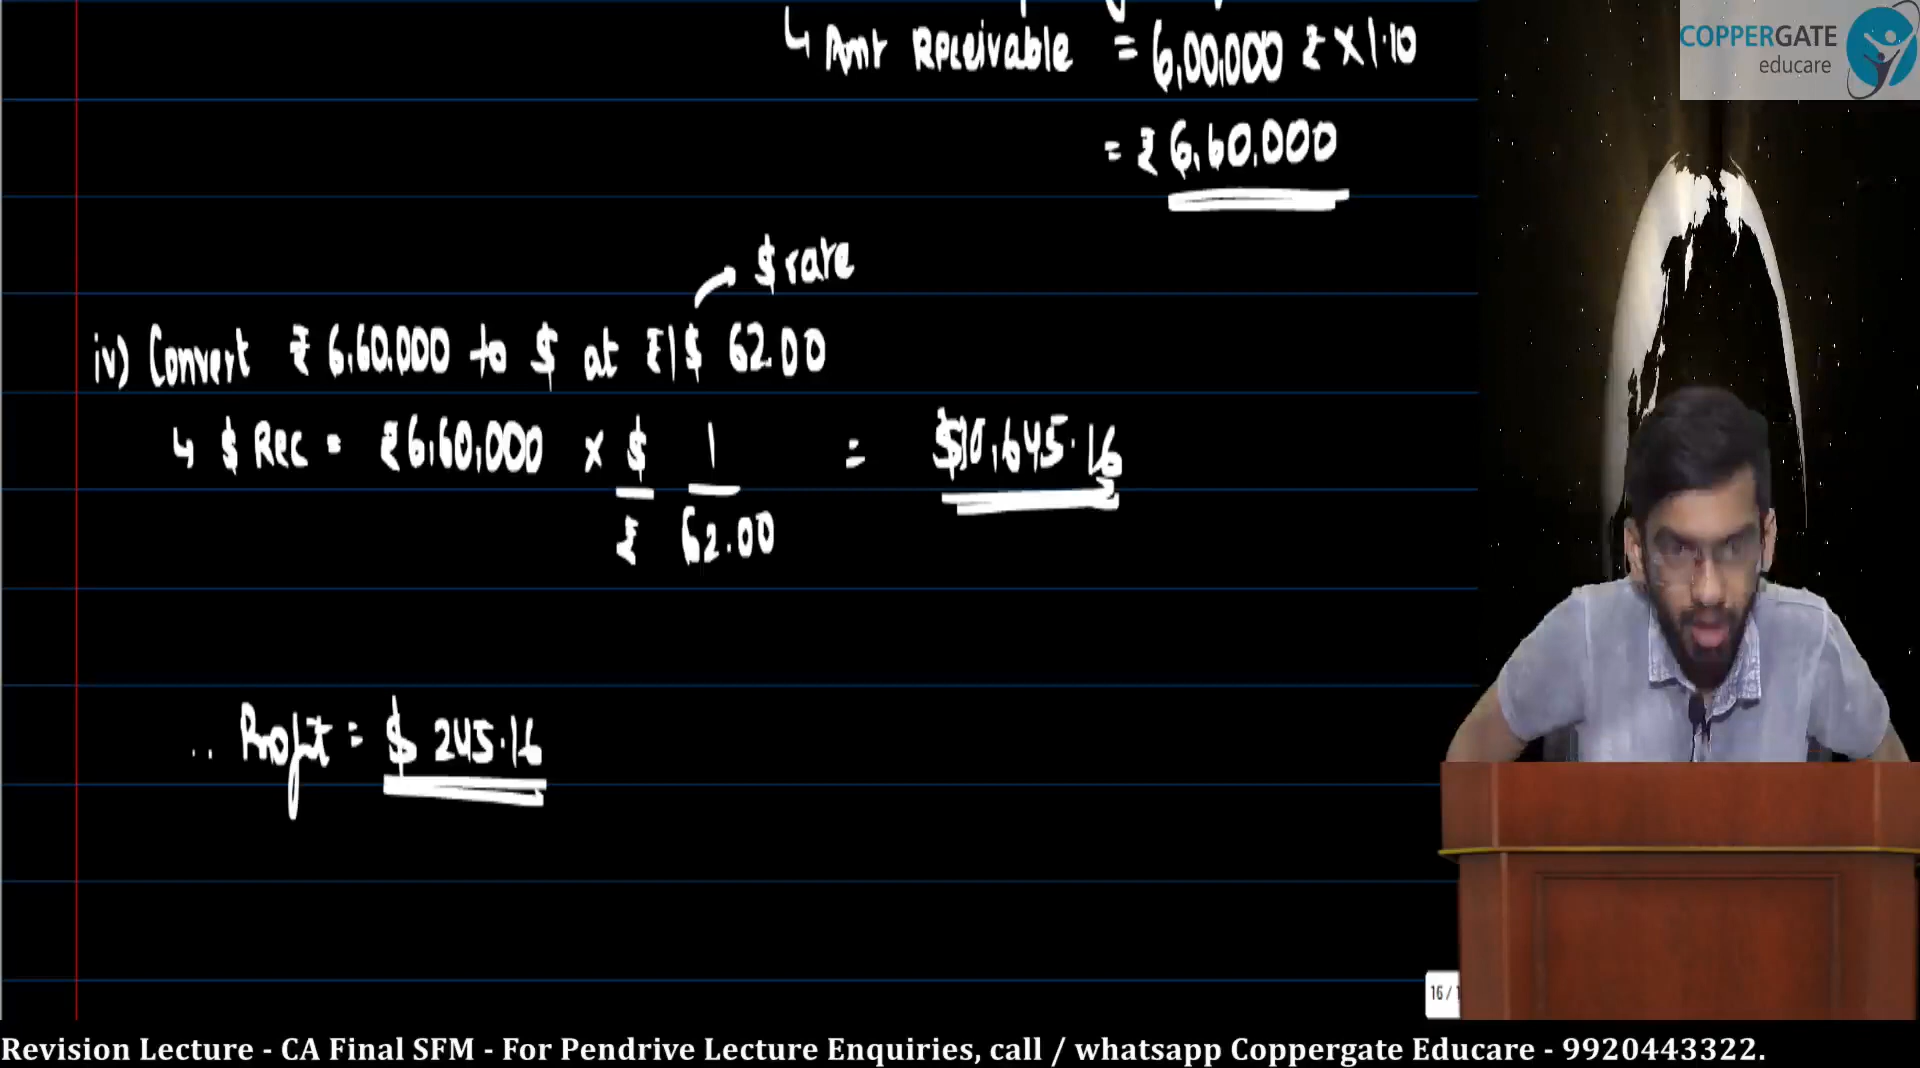 COPPERGATE
educare
↳ Amt Receivable = 6,00,000 ₹ x 1.10
= ₹ 6,60,000
$ rate
iv) Convert ₹ 6,60,000 to $ at ₹/$ 62.00
↳ $ Rec = ₹6,60,000 x $/₹ 1/62.00 = $10,645.16
.. Profit = $ 245.16
16 / 1
Revision Lecture - CA Final SFM - For Pendrive Lecture Enquiries, call / whatsapp Coppergate Educare - 9920443322.